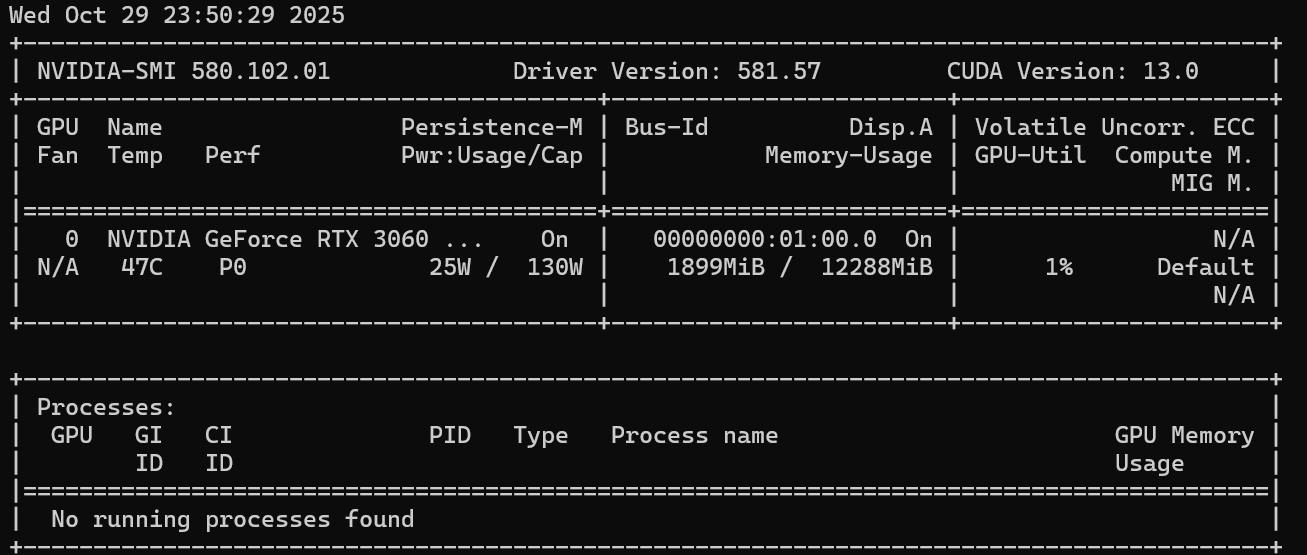 Wed Oct 29 23:50:29 2025
+-----------------------------------------------------------------------------------------+
| NVIDIA-SMI 580.102.01             Driver Version: 581.57         CUDA Version: 13.0     |
+-----------------------------------------+------------------------+----------------------+
| GPU  Name                 Persistence-M | Bus-Id          Disp.A | Volatile Uncorr. ECC |
| Fan  Temp   Perf          Pwr:Usage/Cap |           Memory-Usage | GPU-Util  Compute M. |
|                                         |                        |               MIG M. |
|=========================================+========================+======================|
|   0  NVIDIA GeForce RTX 3060 ...    On  |   00000000:01:00.0  On |                  N/A |
| N/A   47C    P0             25W /  130W |    1899MiB /  12288MiB |      1%      Default |
|                                         |                        |                  N/A |
+-----------------------------------------+------------------------+----------------------+

+-----------------------------------------------------------------------------------------+
| Processes:                                                                              |
|  GPU   GI   CI              PID   Type   Process name                        GPU Memory |
|        ID   ID                                                               Usage      |
|=========================================================================================|
|  No running processes found                                                             |
+-----------------------------------------------------------------------------------------+